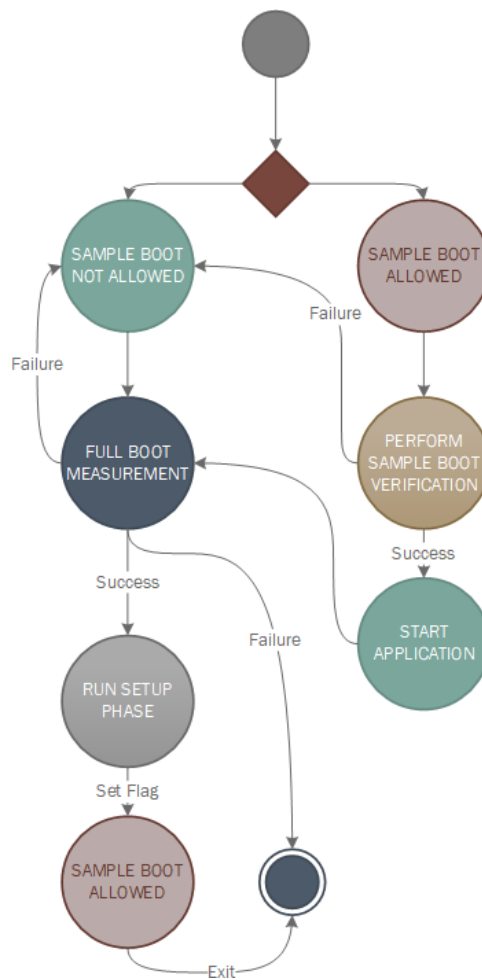 SAMPLE BOOT
NOT ALLOWED
SAMPLE BOOT
ALLOWED
Failure
Failure
FULL BOOT
MEASUREMENT
PERFORM
SAMPLE BOOT
VERIFICATION
Success
Success
START
APPLICATION
Failure
RUN SETUP
PHASE
Set Flag
SAMPLE BOOT
ALLOWED
Exit